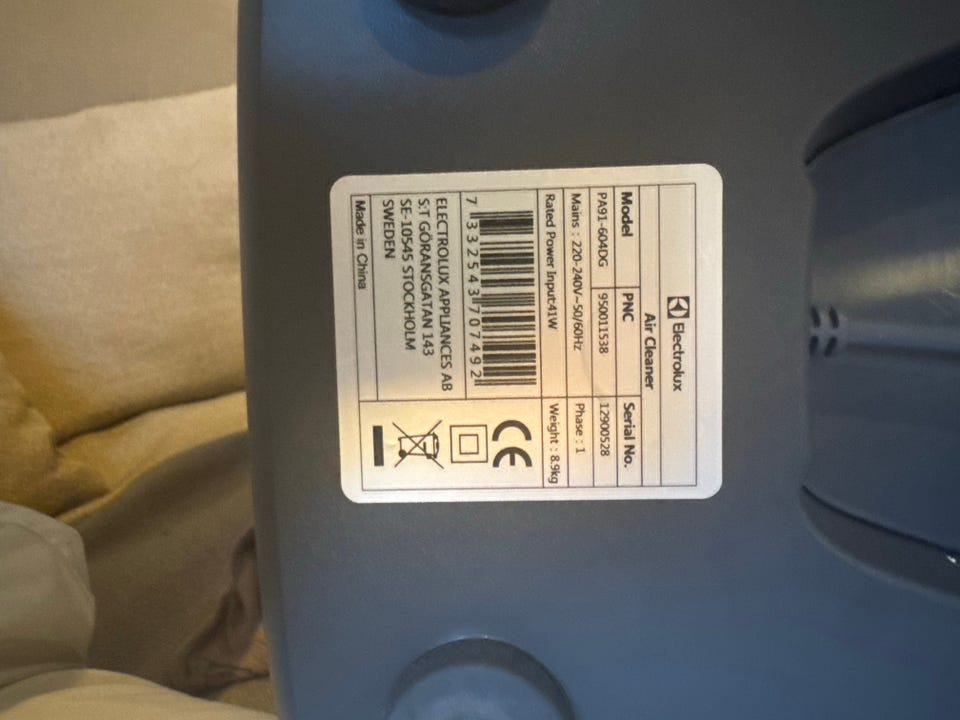 Electrolux
Air Cleaner
Model PNC Serial No.
PA91-604DG 950011538 12900528
Mains : 220-240V~50/60Hz Phase : 1
Rated Power Input:41W Weight : 8.9kg
7 332543 707492
ELECTROLUX APPLIANCES AB
S:T GÖRANSGATAN 143
SE-10545 STOCKHOLM
SWEDEN
Made in China
CE